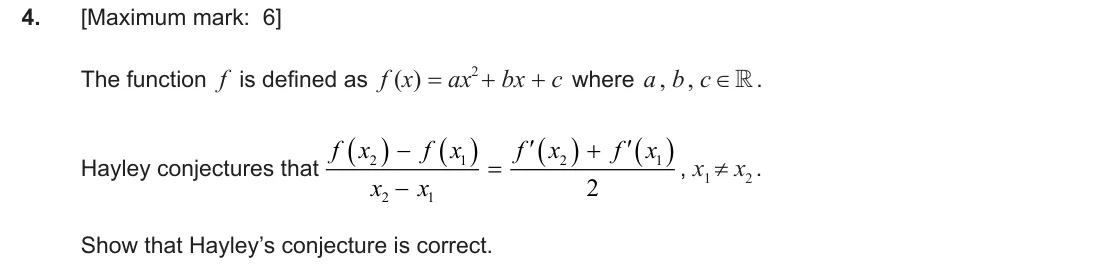 4. [Maximum mark: 6]
The function f is defined as f(x) = ax² + bx + c where a, b, c ∈ ℝ.
Hayley conjectures that (f(x₂) − f(x₁))/(x₂ − x₁) = (f′(x₂) + f′(x₁))/2, x₁ ≠ x₂.
Show that Hayley’s conjecture is correct.